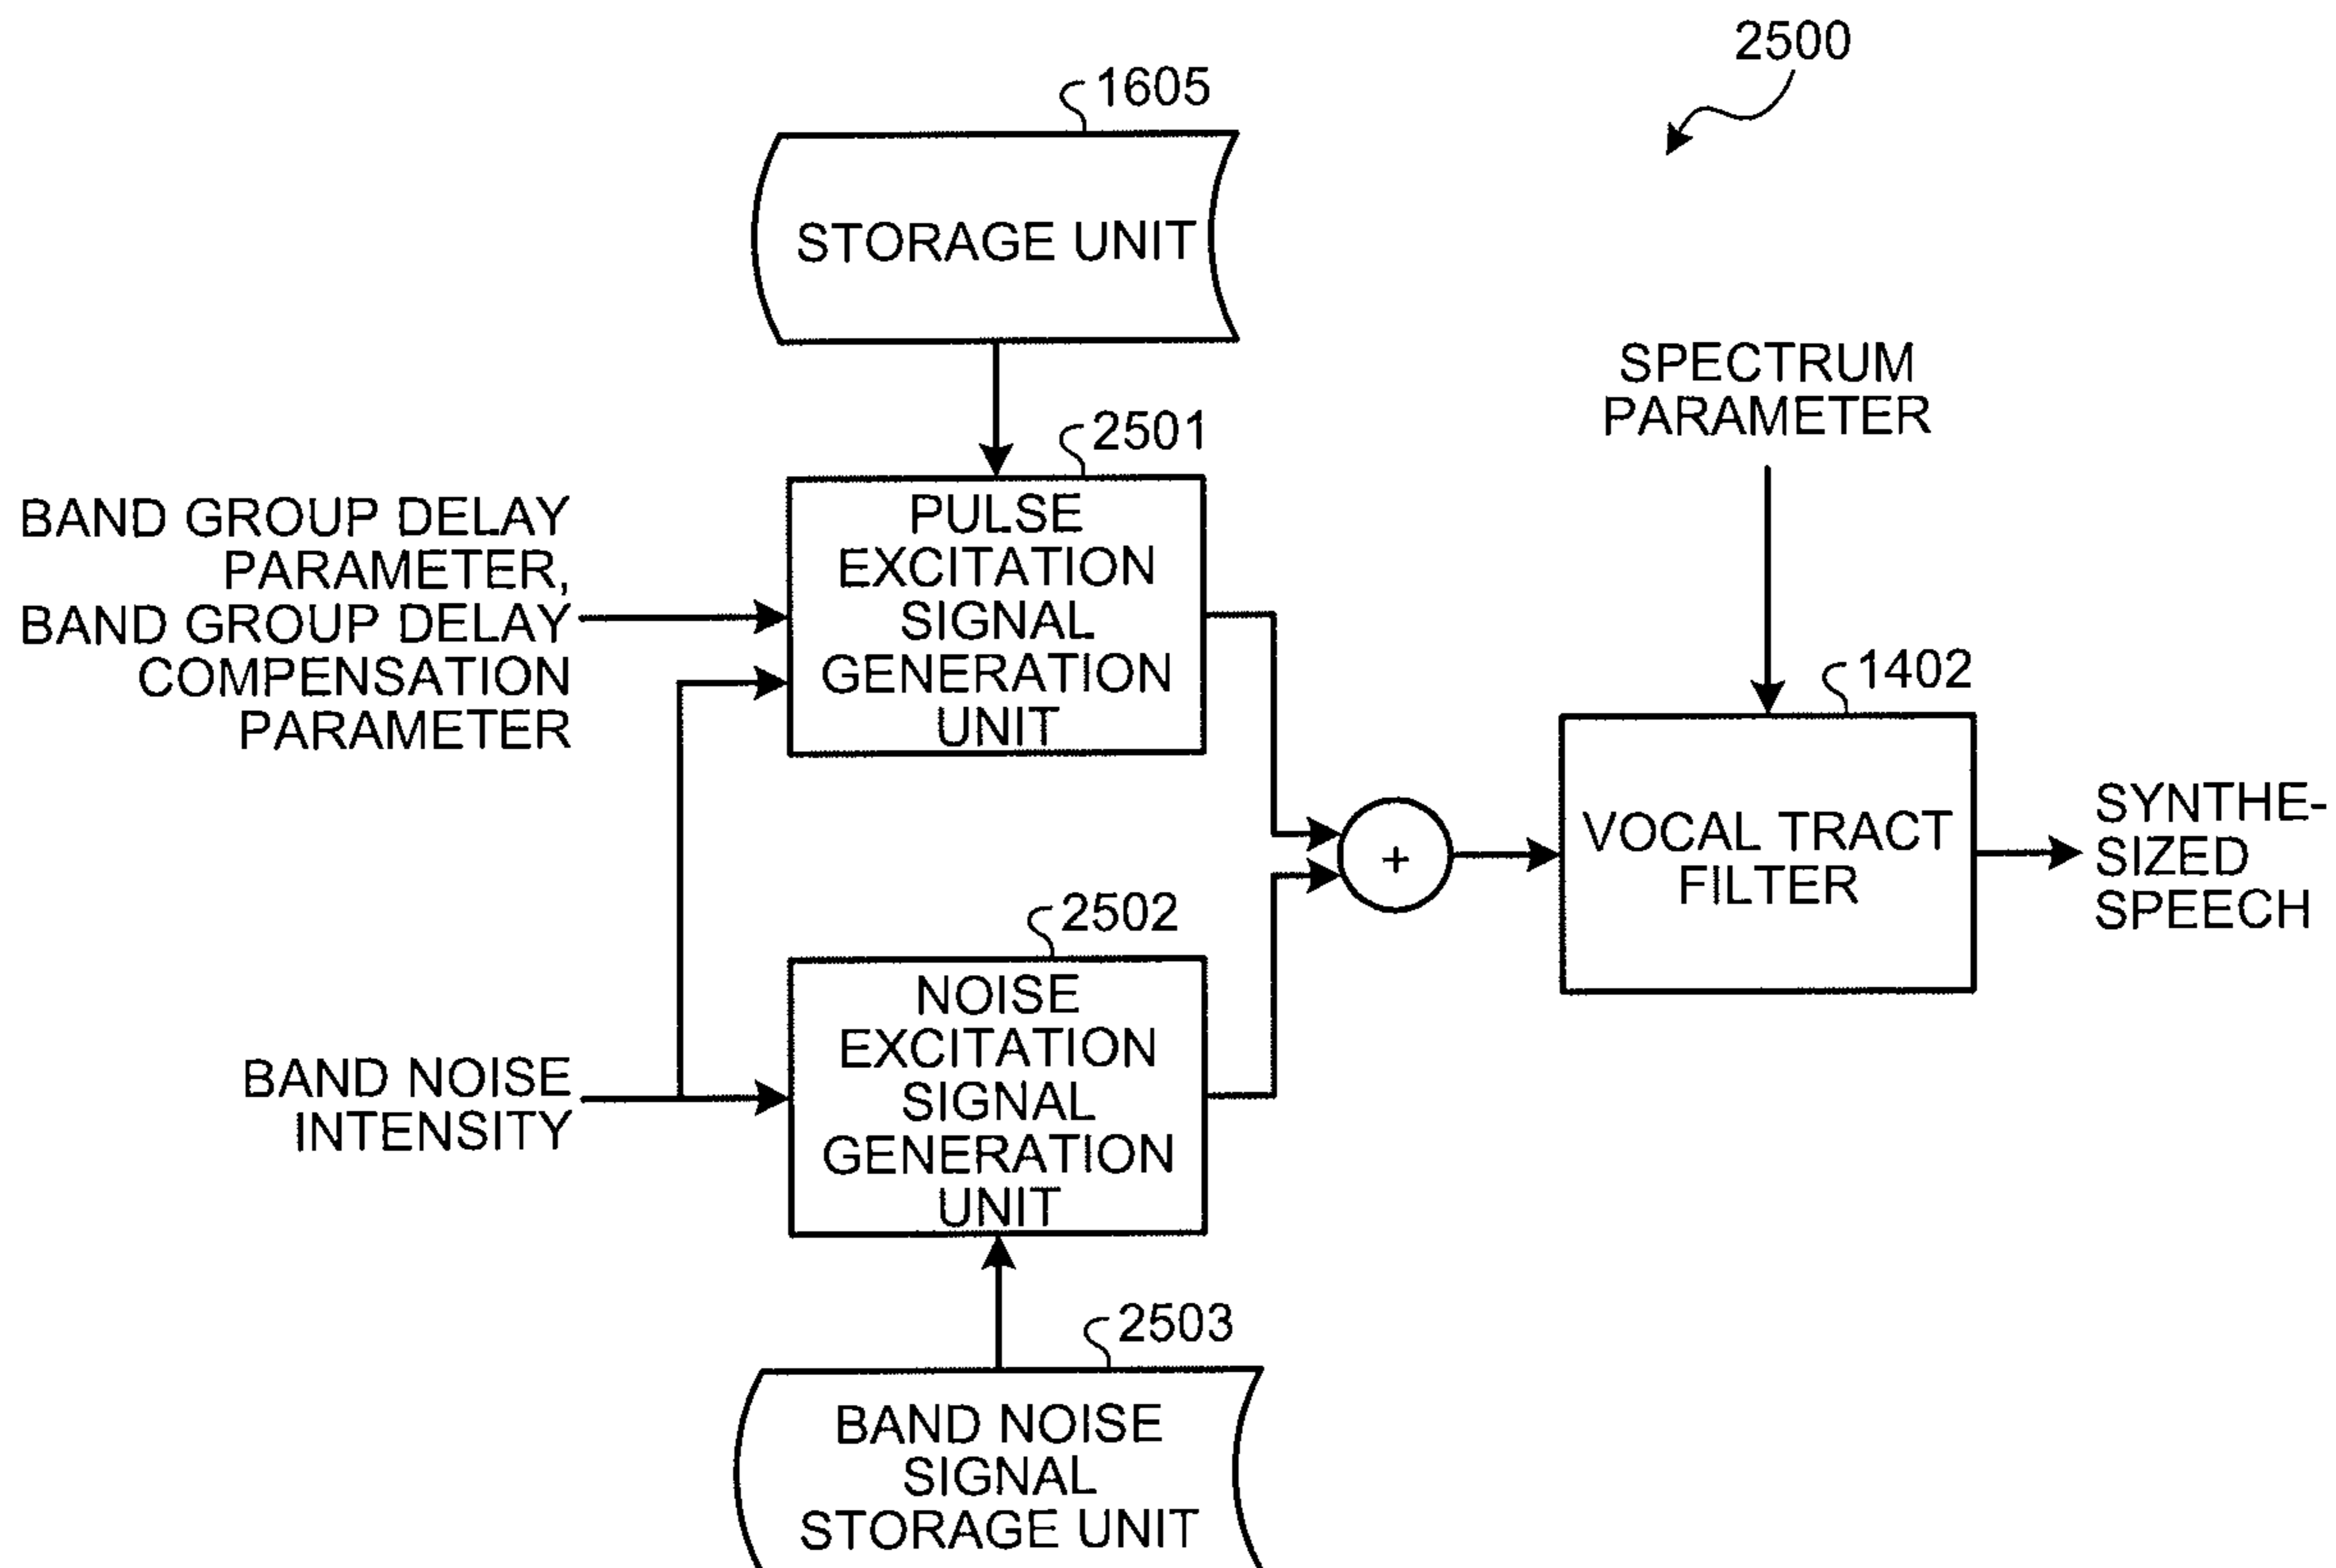 2500
1605
STORAGE UNIT
SPECTRUM
PARAMETER
2501
BAND GROUP DELAY
PARAMETER,
BAND GROUP DELAY
COMPENSATION
PARAMETER
PULSE
EXCITATION
SIGNAL
GENERATION
UNIT
1402
VOCAL TRACT
FILTER
SYNTHE-
SIZED
SPEECH
+
2502
BAND NOISE
INTENSITY
NOISE
EXCITATION
SIGNAL
GENERATION
UNIT
2503
BAND NOISE
SIGNAL
STORAGE UNIT